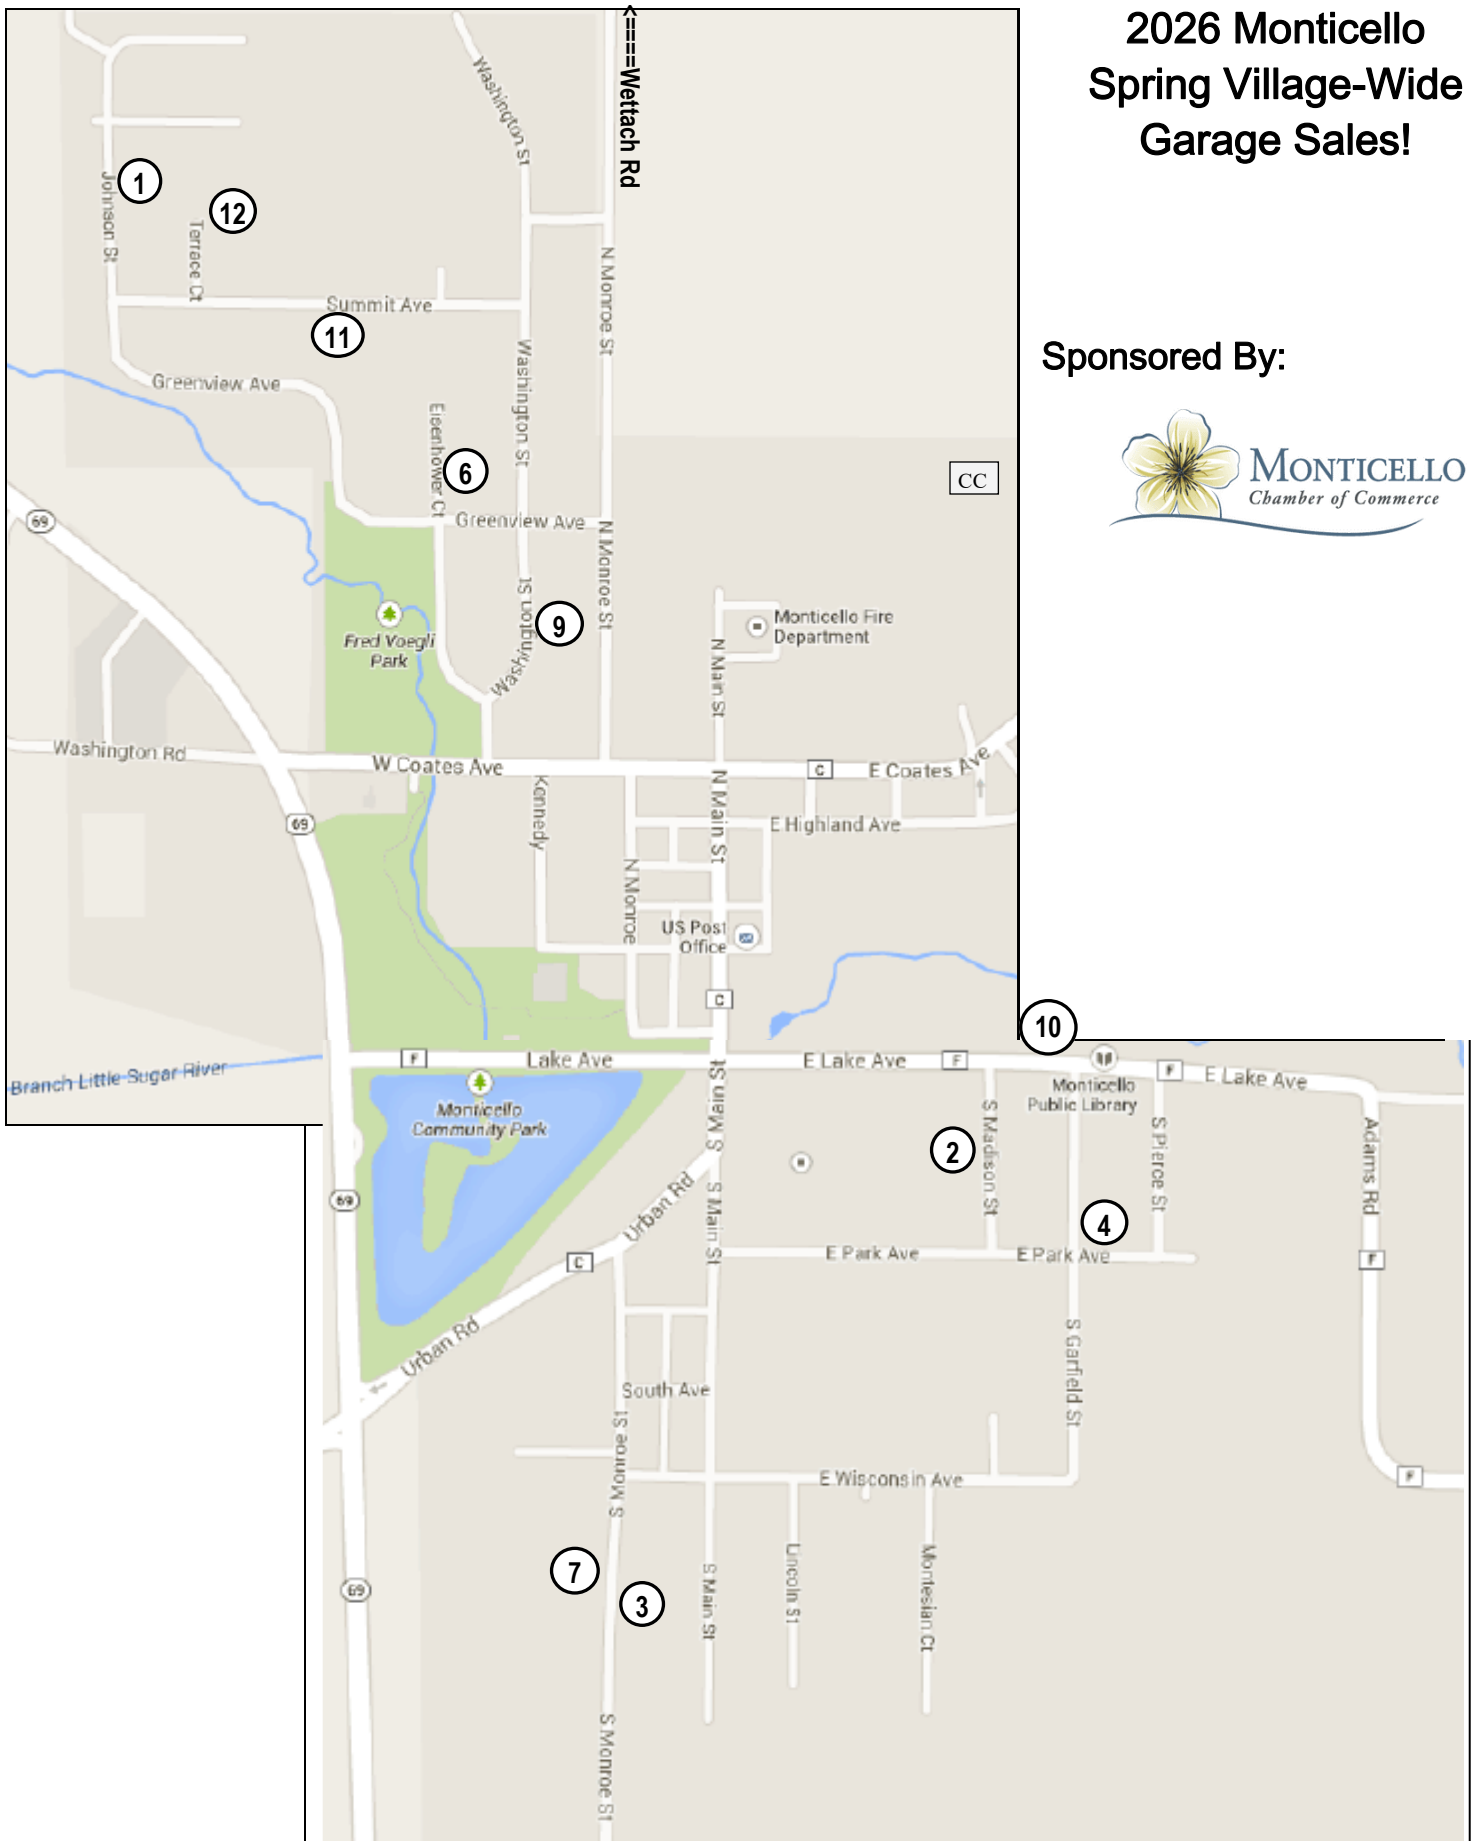 2026 Monticello
Spring Village-Wide
Garage Sales!
Sponsored By:
MONTICELLO
Chamber of Commerce
<====Wettach Rd
Washington St
1
12
Johnson St
Terrace Ct
N Monroe St
Summit Ave
11
Washington St
Greenview Ave
Eisenhower Ct
6
CC
69
Greenview Ave
N Monroe St
Washington St
9
Monticello Fire
Department
Fred Voegli
Park
N Main St
Washington Rd
W Coates Ave
C
E Coates Ave
Kennedy
N Main St
69
E Highland Ave
N Monroe
US Post
Office
C
10
F
Lake Ave
E Lake Ave
F
F
E Lake Ave
Branch Little Sugar River
Monticello
Public Library
Monticello
Community Park
S Main St
S Madison St
S Pierce St
Adams Rd
2
69
Urban Rd
S Main St
4
C
E Park Ave
E Park Ave
F
Urban Rd
S Garfield St
South Ave
S Monroe St
E Wisconsin Ave
F
7
3
69
S Main St
Lincoln St
Montesian Ct
S Monroe St